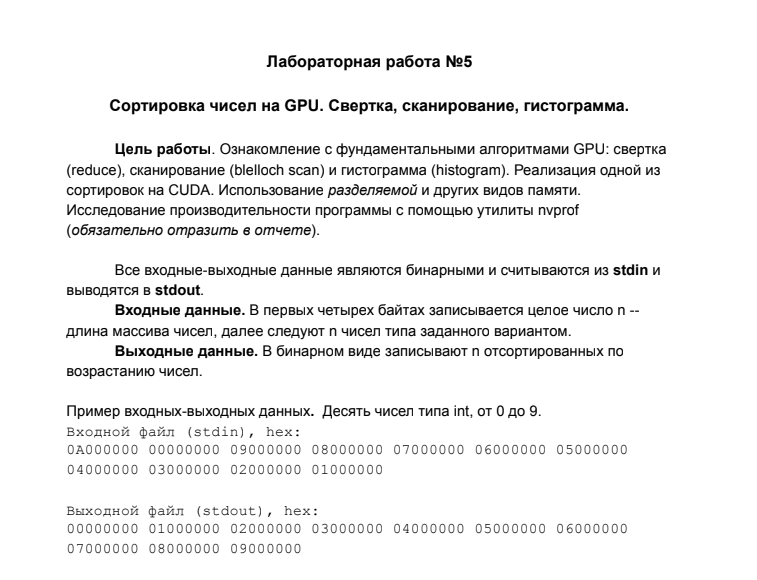 Лабораторная работа №5
Сортировка чисел на GPU. Свертка, сканирование, гистограмма.
Цель работы. Ознакомление с фундаментальными алгоритмами GPU: свертка
(reduce), сканирование (blelloch scan) и гистограмма (histogram). Реализация одной из
сортировок на CUDA. Использование разделяемой и других видов памяти.
Исследование производительности программы с помощью утилиты nvprof
(обязательно отразить в отчете).
Все входные-выходные данные являются бинарными и считываются из stdin и
выводятся в stdout.
Входные данные. В первых четырех байтах записывается целое число n --
длина массива чисел, далее следуют n чисел типа заданного вариантом.
Выходные данные. В бинарном виде записывают n отсортированных по
возрастанию чисел.
Пример входных-выходных данных. Десять чисел типа int, от 0 до 9.
Входной файл (stdin), hex:
0A000000 00000000 09000000 08000000 07000000 06000000 05000000
04000000 03000000 02000000 01000000
Выходной файл (stdout), hex:
00000000 01000000 02000000 03000000 04000000 05000000 06000000
07000000 08000000 09000000